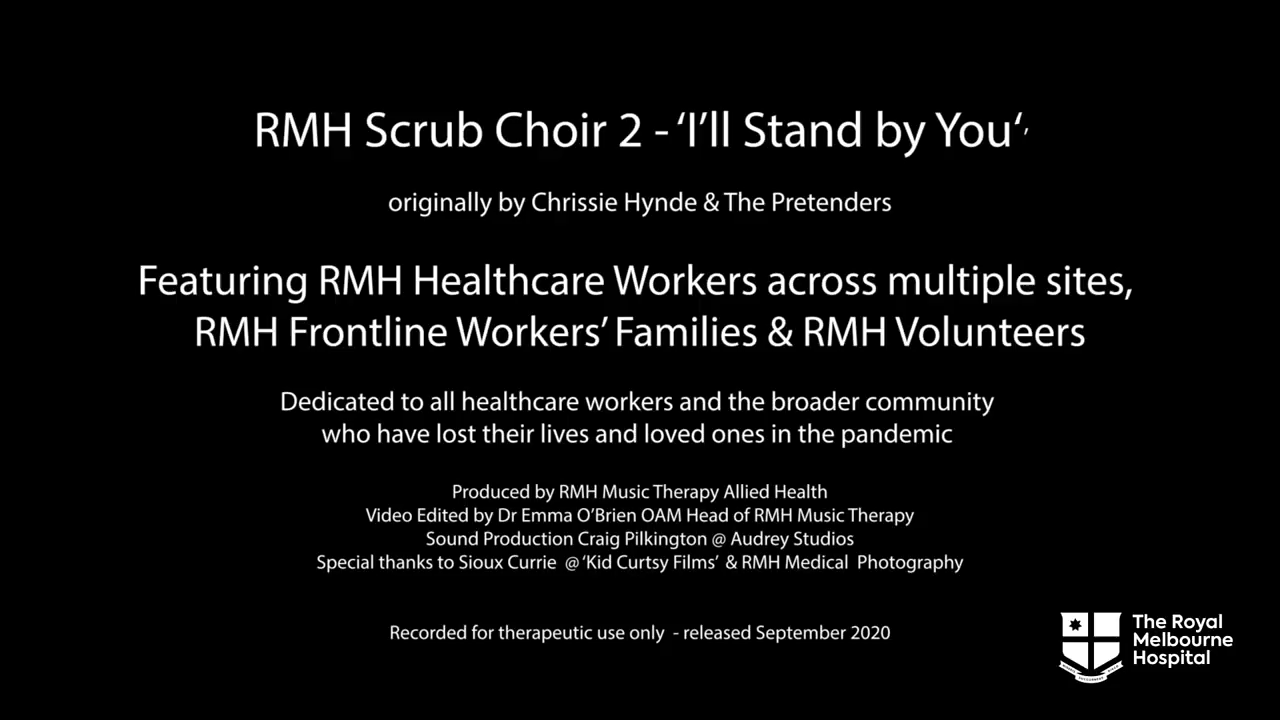 RMH Scrub Choir 2 - ‘I’ll Stand by You‘,
originally by Chrissie Hynde & The Pretenders
Featuring RMH Healthcare Workers across multiple sites,
RMH Frontline Workers’ Families & RMH Volunteers
Dedicated to all healthcare workers and the broader community
who have lost their lives and loved ones in the pandemic
Produced by RMH Music Therapy Allied Health
Video Edited by Dr Emma O’Brien OAM Head of RMH Music Therapy
Sound Production Craig Pilkington @ Audrey Studios
Special thanks to Sioux Currie @ ‘Kid Curtsy Films’ & RMH Medical Photography
Recorded for therapeutic use only - released September 2020
The Royal
Melbourne
Hospital